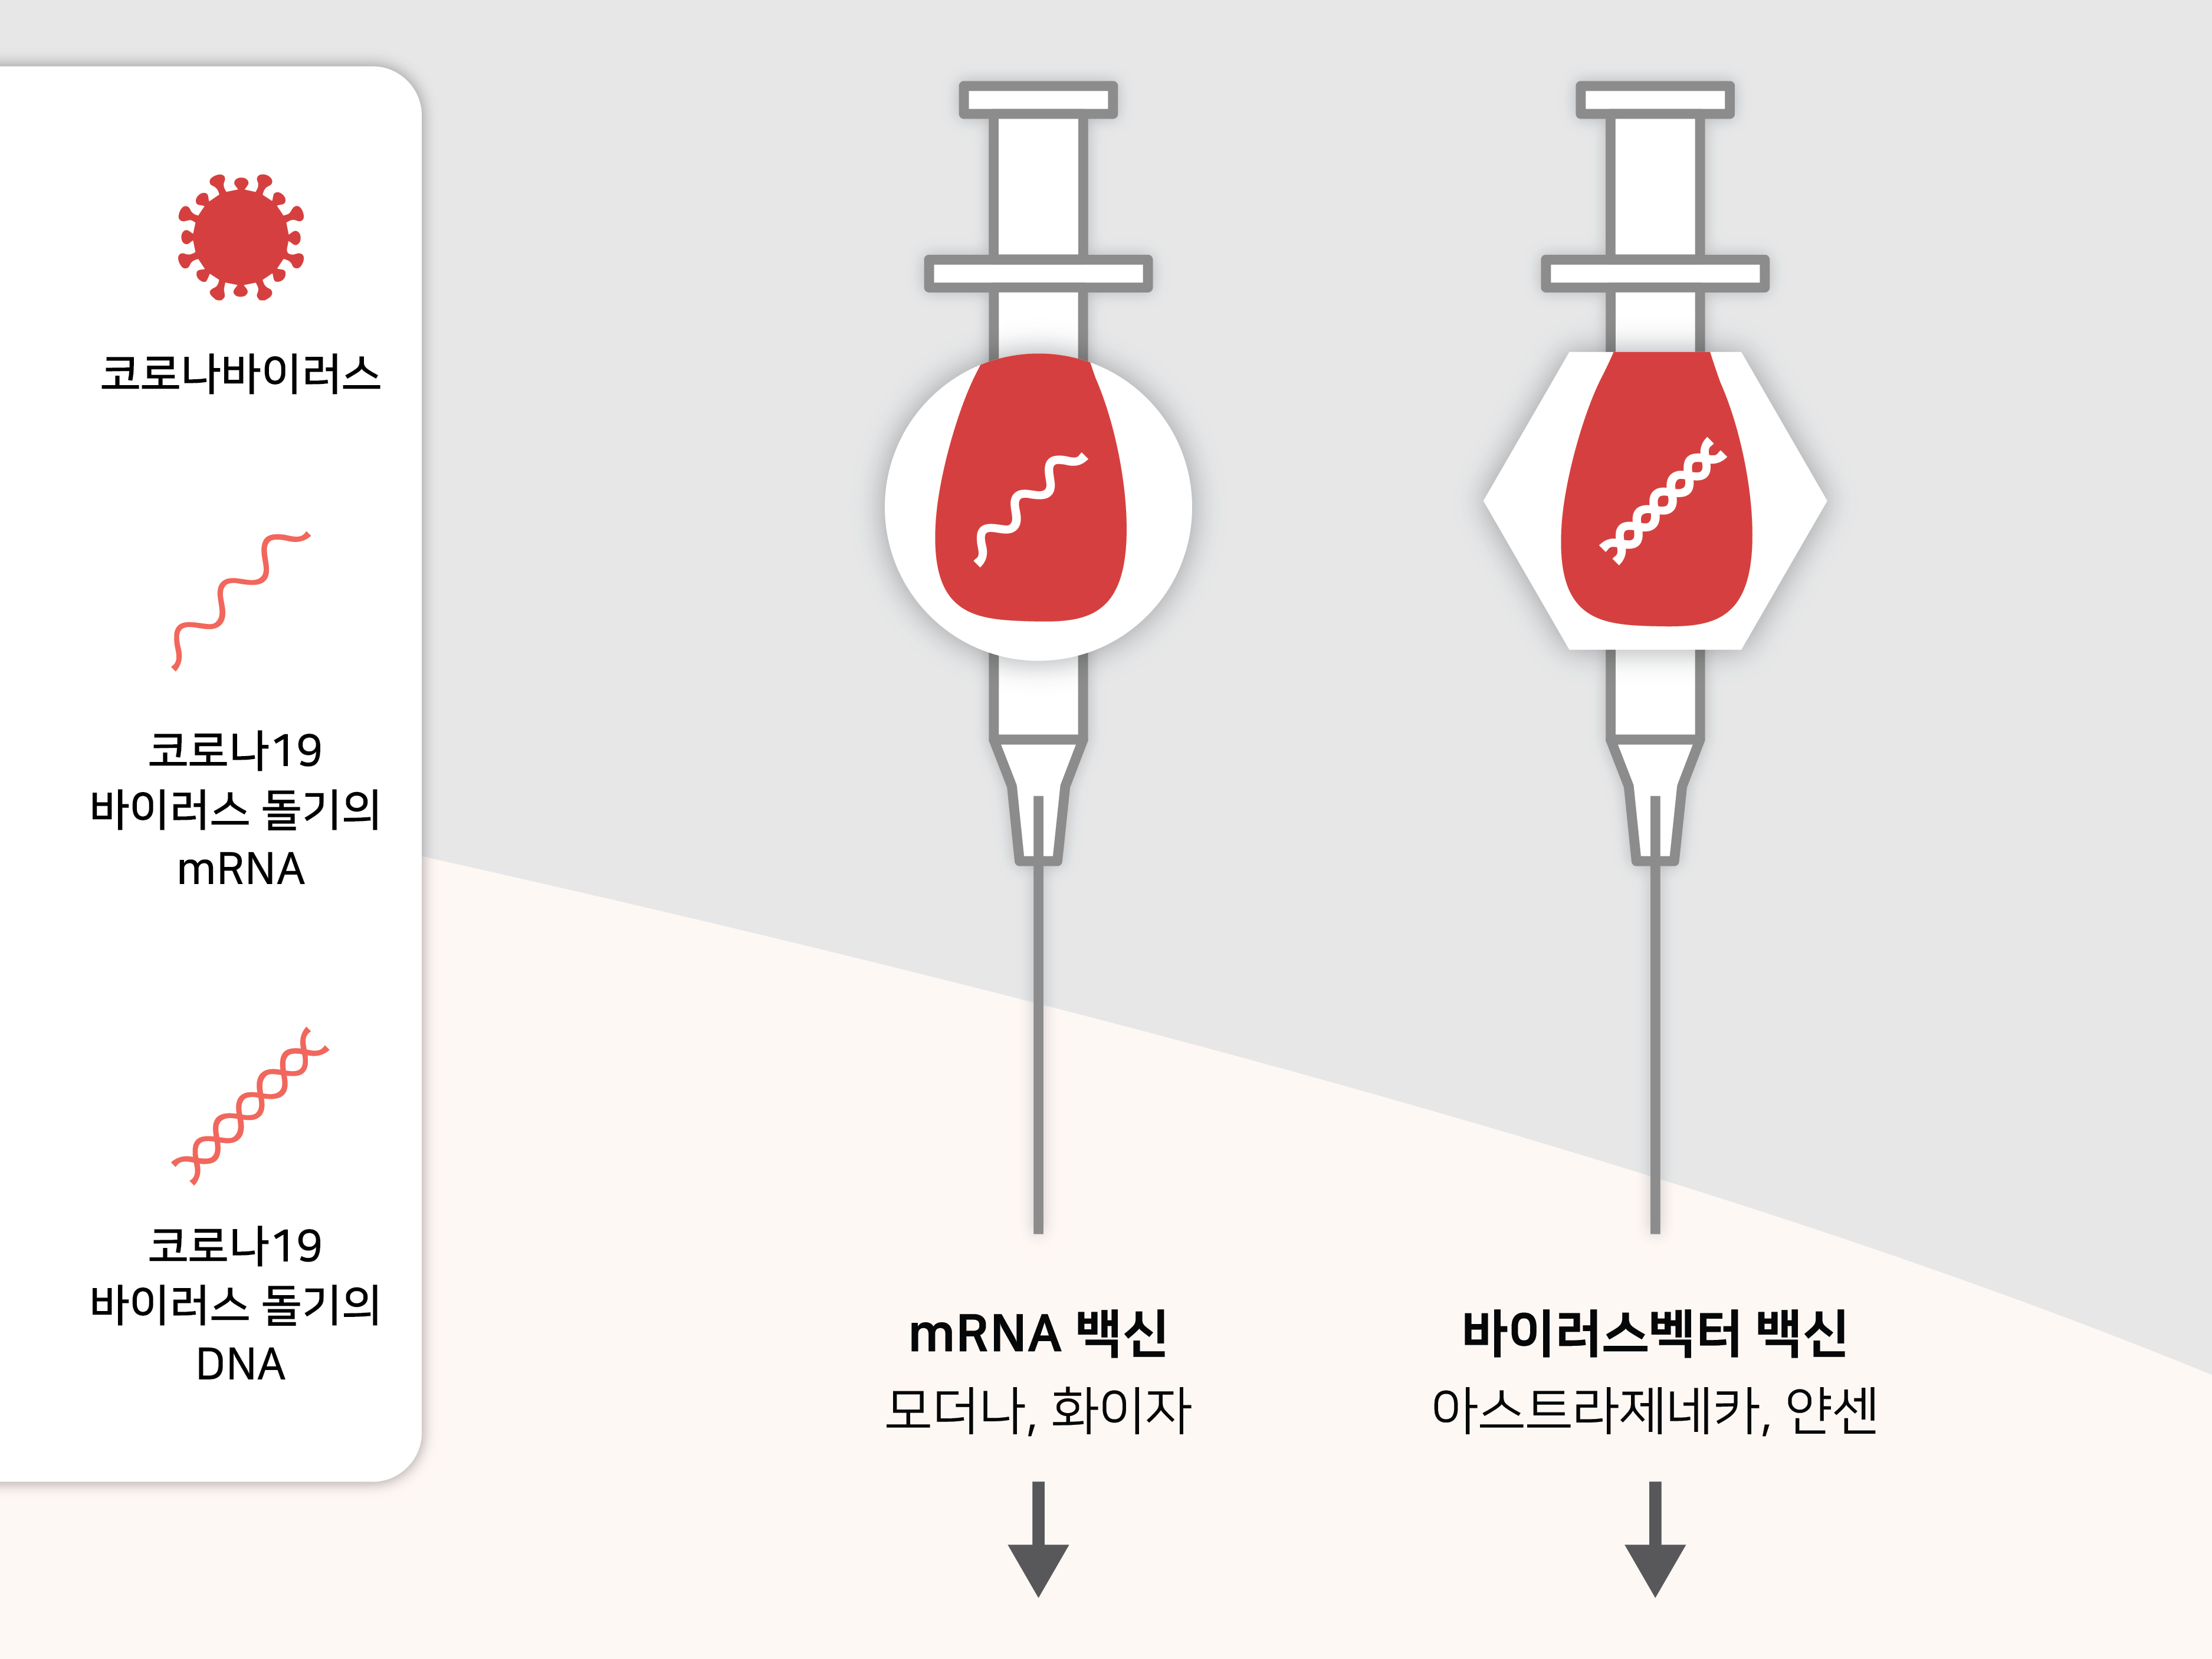 코로나바이러스
코로나19
바이러스 돌기의
mRNA
코로나19
바이러스 돌기의
DNA
mRNA 백신
모더나, 화이자
바이러스벡터 백신
아스트라제네카, 얀센